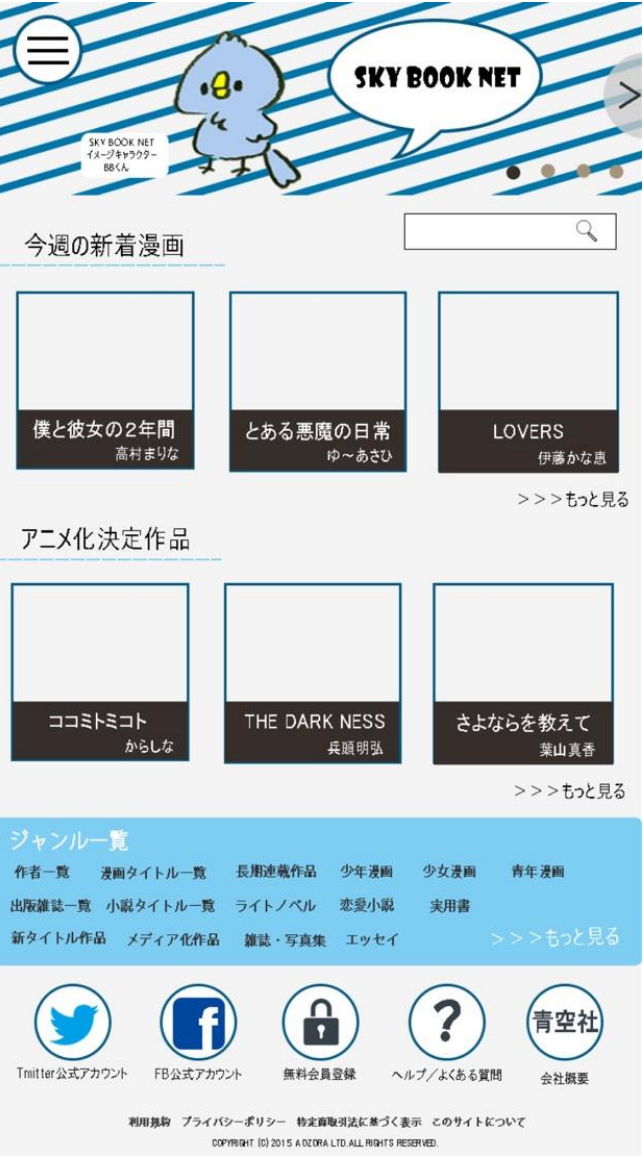 SKY BOOK NET
SKY BOOK NET
イメージキャラクター
BBくん
今週の新着漫画
僕と彼女の2年間
高村まりな
とある悪魔の日常
ゆ～あさひ
LOVERS
伊藤かな恵
＞＞＞もっと見る
アニメ化決定作品
ココミトミコト
からしな
THE DARK NESS
兵頭明弘
さよならを教えて
葉山真香
＞＞＞もっと見る
ジャンル一覧
作者一覧 漫画タイトル一覧 長期連載作品 少年漫画 少女漫画 青年漫画
出版雑誌一覧 小説タイトル一覧 ライトノベル 恋愛小説 実用書
新タイトル作品 メディア化作品 雑誌・写真集 エッセイ ＞＞＞もっと見る
f ? 青空社
Tmitter公式アカウント FB公式アカウント 無料会員登録 ヘルプ／よくある質問 会社概要
利用規約 プライバシーポリシー 特定商取引法に基づく表示 このサイトについて
COPYRIGHT (C) 2015 AOZORA LTD.ALL RIGHTS RESERVED.